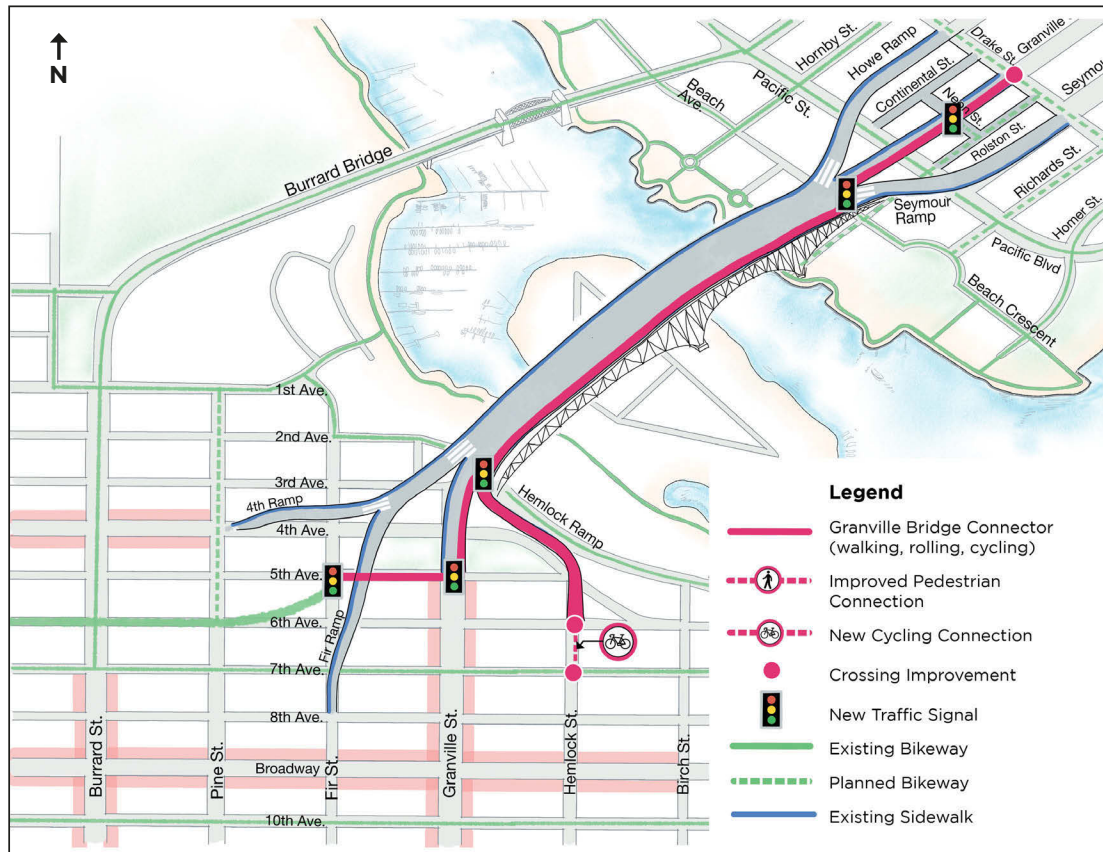 N
Hornby St.
Howe Ramp
Drake St.
Granville St.
Beach
Ave.
Pacific St.
Continental St.
Neon St.
Seymour
Rolston St.
Richards St.
Burrard Bridge
Seymour
Ramp
Homer St.
Pacific Blvd
Beach Crescent
1st Ave.
2nd Ave.
3rd Ave.
4th Ramp
4th Ave.
Hemlock Ramp
5th Ave.
6th Ave.
Fir Ramp
7th Ave.
8th Ave.
Broadway
10th Ave.
Burrard St.
Pine St.
Fir St.
Granville St.
Hemlock St.
Birch St.
Legend
Granville Bridge Connector
(walking, rolling, cycling)
Improved Pedestrian
Connection
New Cycling Connection
Crossing Improvement
New Traffic Signal
Existing Bikeway
Planned Bikeway
Existing Sidewalk